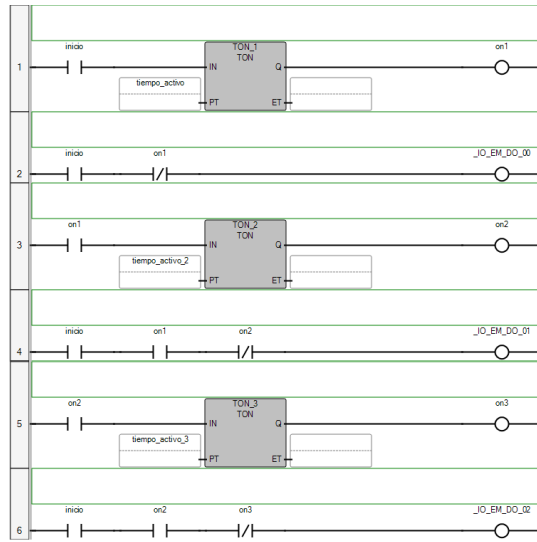 inicio
TON_1
on1
TON
1
IN
Q
tiempo_activo
PT
ET
inicio
on1
_IO_EM_DO_00
2
on1
TON_2
on2
TON
3
IN
Q
tiempo_activo_2
PT
ET
inicio
on1
on2
_IO_EM_DO_01
4
on2
TON_3
on3
TON
5
IN
Q
tiempo_activo_3
PT
ET
inicio
on2
on3
_IO_EM_DO_02
6